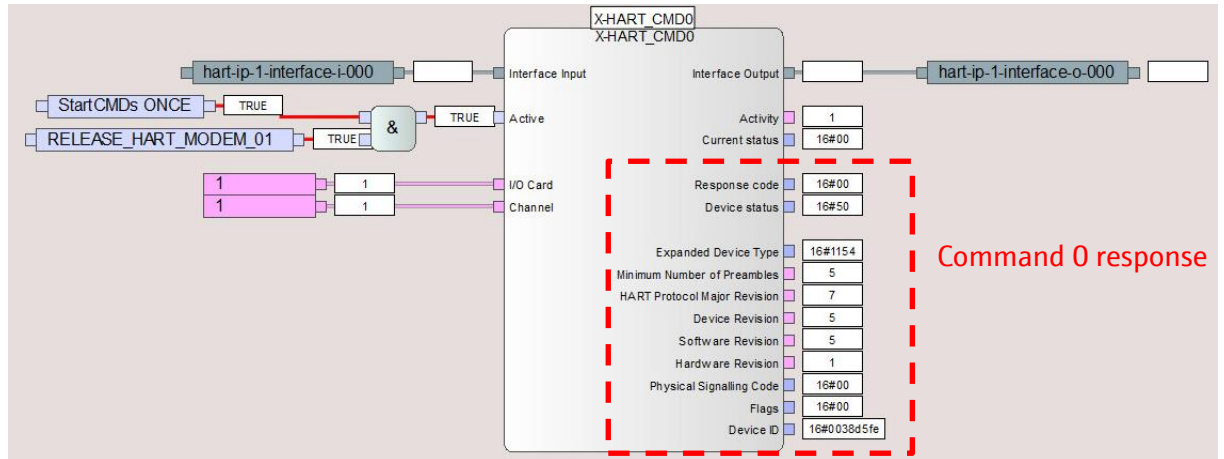 X-HART_CMD0
X-HART_CMD0
hart-ip-1-interface-i-000 Interface Input Interface Output hart-ip-1-interface-o-000
StartCMDs ONCE TRUE & TRUE Active Activity 1
RELEASE_HART_MODEM_01 TRUE Current status 16#00
1 1 I/O Card Response code 16#00
1 1 Channel Device status 16#50
Expanded Device Type 16#1154 Command 0 response
Minimum Number of Preambles 5
HART Protocol Major Revision 7
Device Revision 5
Software Revision 5
Hardware Revision 1
Physical Signalling Code 16#00
Flags 16#00
Device ID 16#0038d5fe